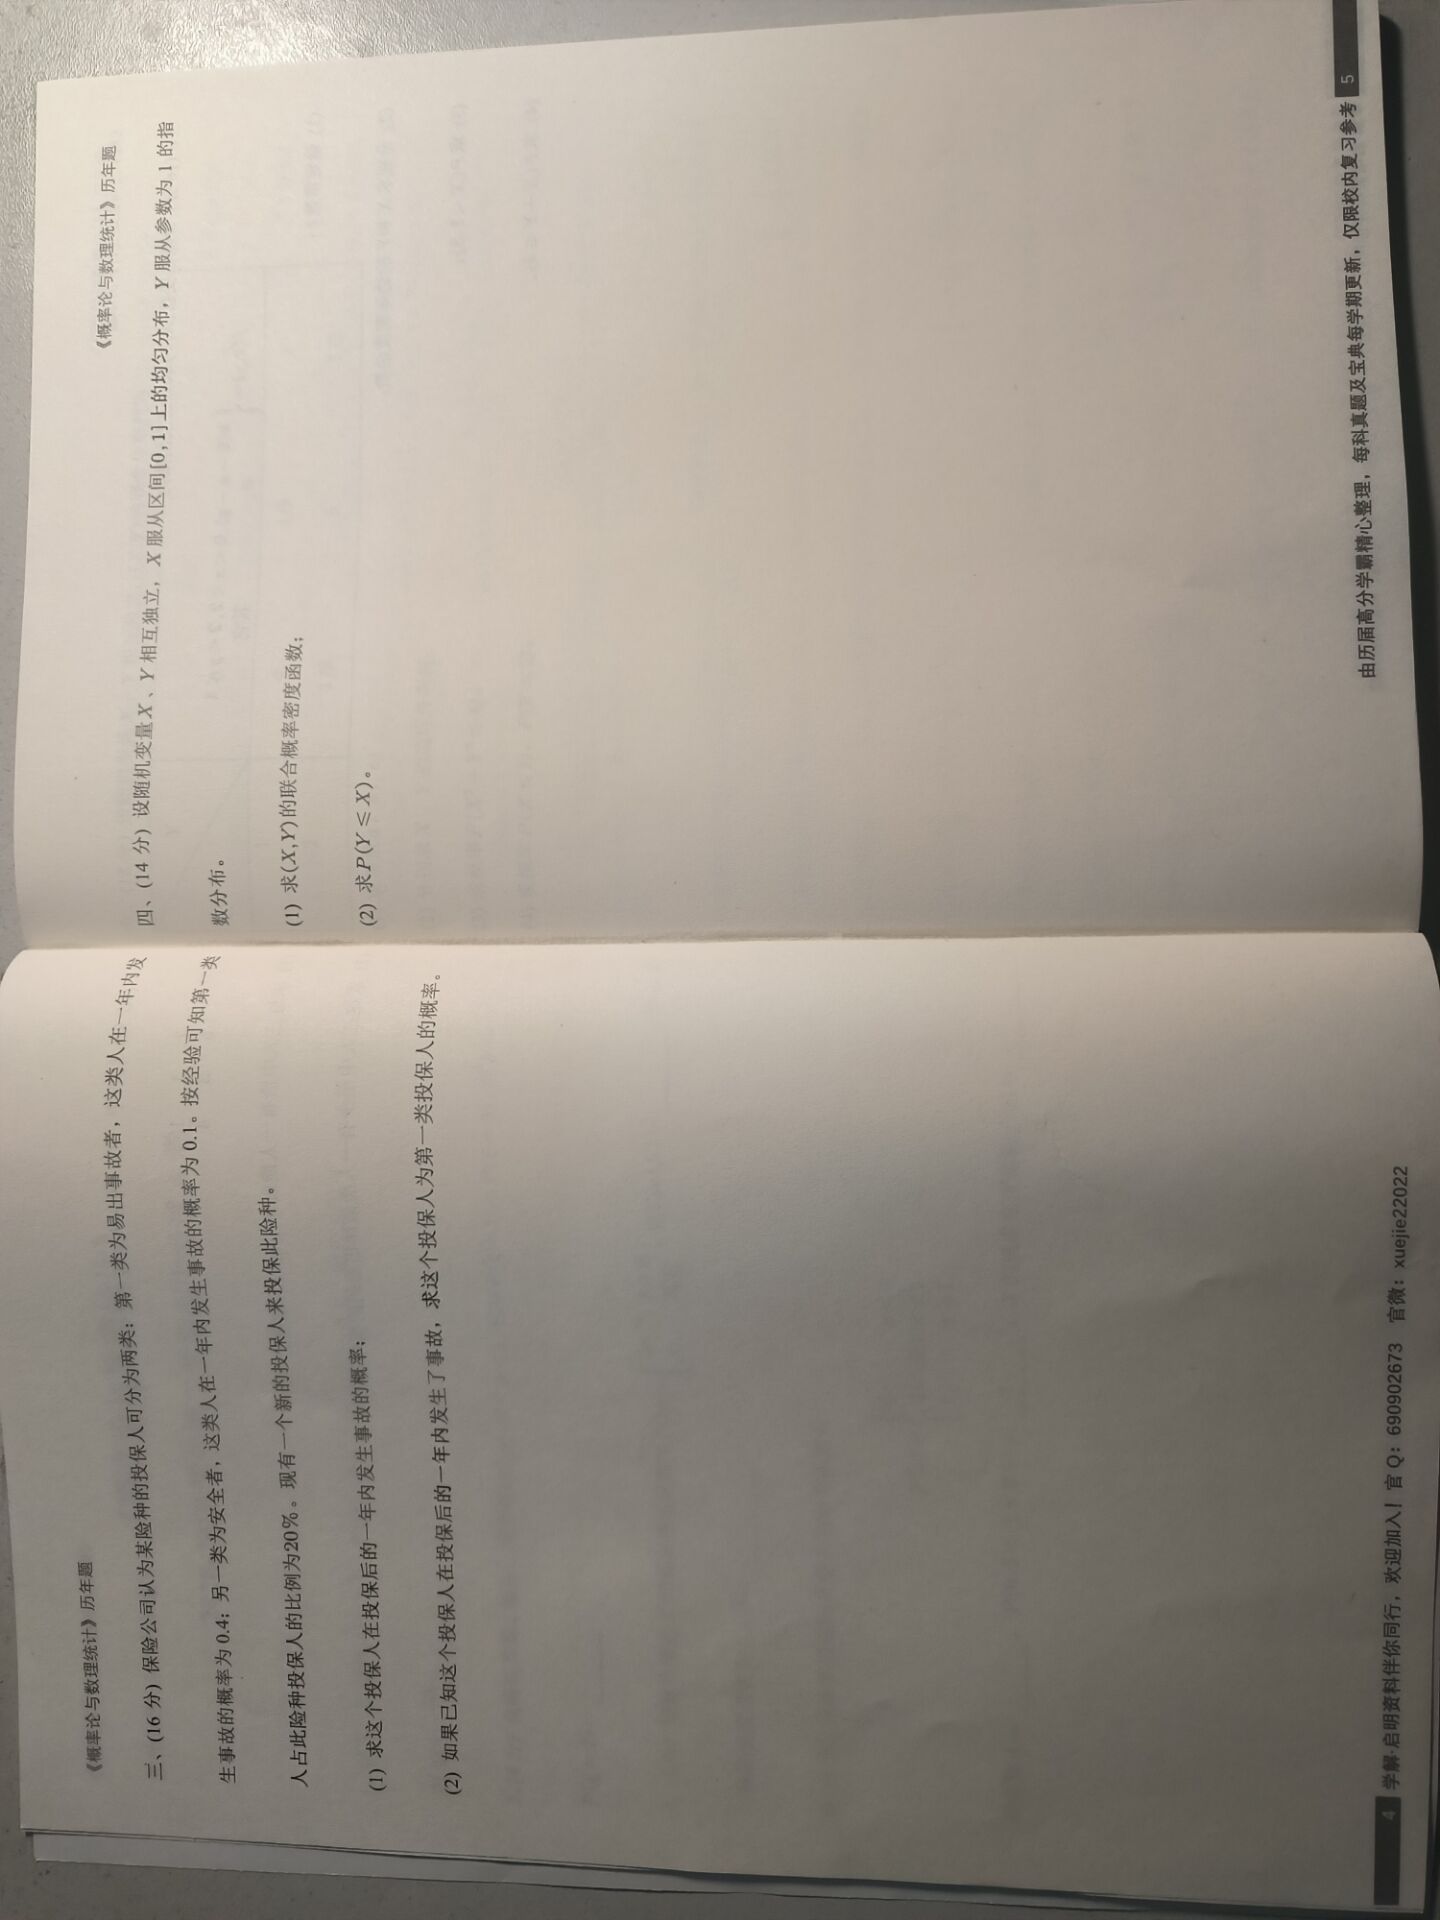 《概率论与数理统计》历年题
三、(16 分) 保险公司认为某险种的投保人可分为两类：第一类为易出事故者，这类人在一年内发
生事故的概率为 0.4；另一类为安全者，这类人在一年内发生事故的概率为 0.1。按经验可知第一类
人占此险种投保人的比例为20%。现有一个新的投保人来投保此险种。
(1) 求这个投保人在投保后的一年内发生事故的概率；
(2) 如果已知这个投保人在投保后的一年内发生了事故，求这个投保人为第一类投保人的概率。
4 学解·启明资料伴你同行，欢迎加入！官 Q：690902673 官微：xuejie22022
《概率论与数理统计》历年题
四、(14 分) 设随机变量X、Y 相互独立，X 服从区间[0,1]上的均匀分布，Y 服从参数为 1 的指
数分布。
(1) 求(X,Y)的联合概率密度函数；
(2) 求P(Y ⩽ X)。
由历届高分学霸精心整理，每科真题及宝典每学期更新，仅限校内复习参考 5